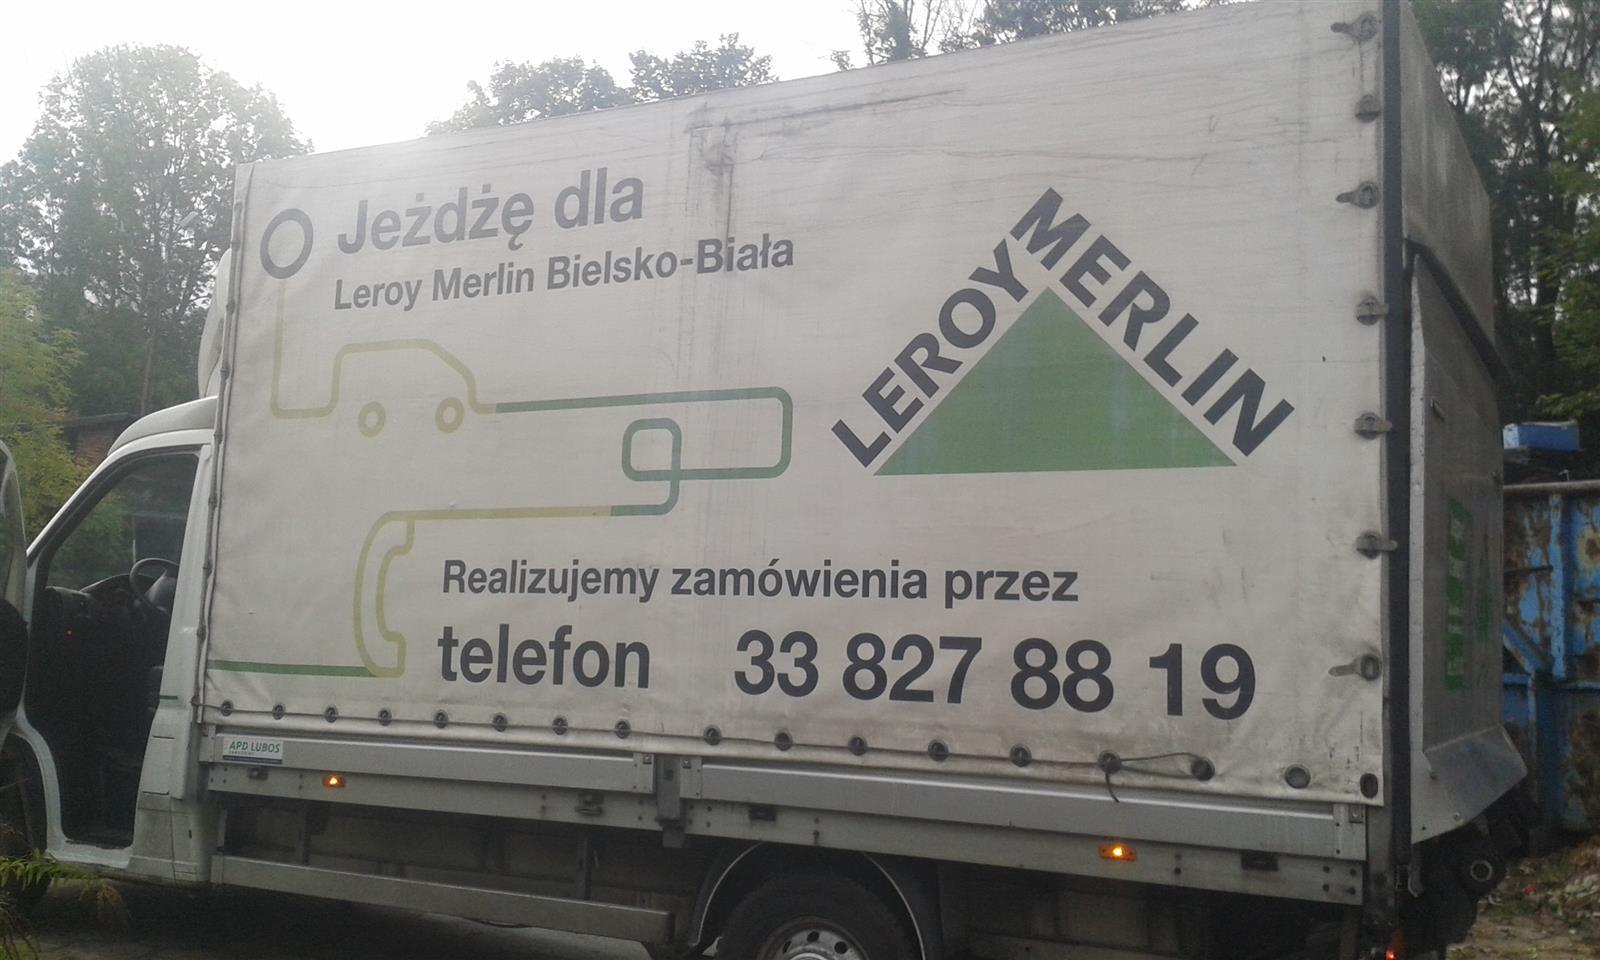 Jeżdżę dla
Leroy Merlin Bielsko-Biała
LEROY MERLIN
Realizujemy zamówienia przez
telefon 33 827 88 19
APD LUBOS